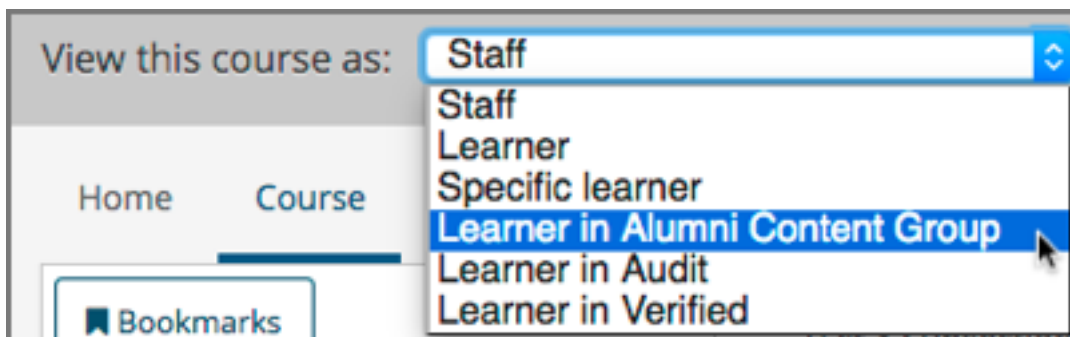 View this course as: Staff
Staff
Learner
Specific learner
Learner in Alumni Content Group
Learner in Audit
Learner in Verified
Home Course
Bookmarks